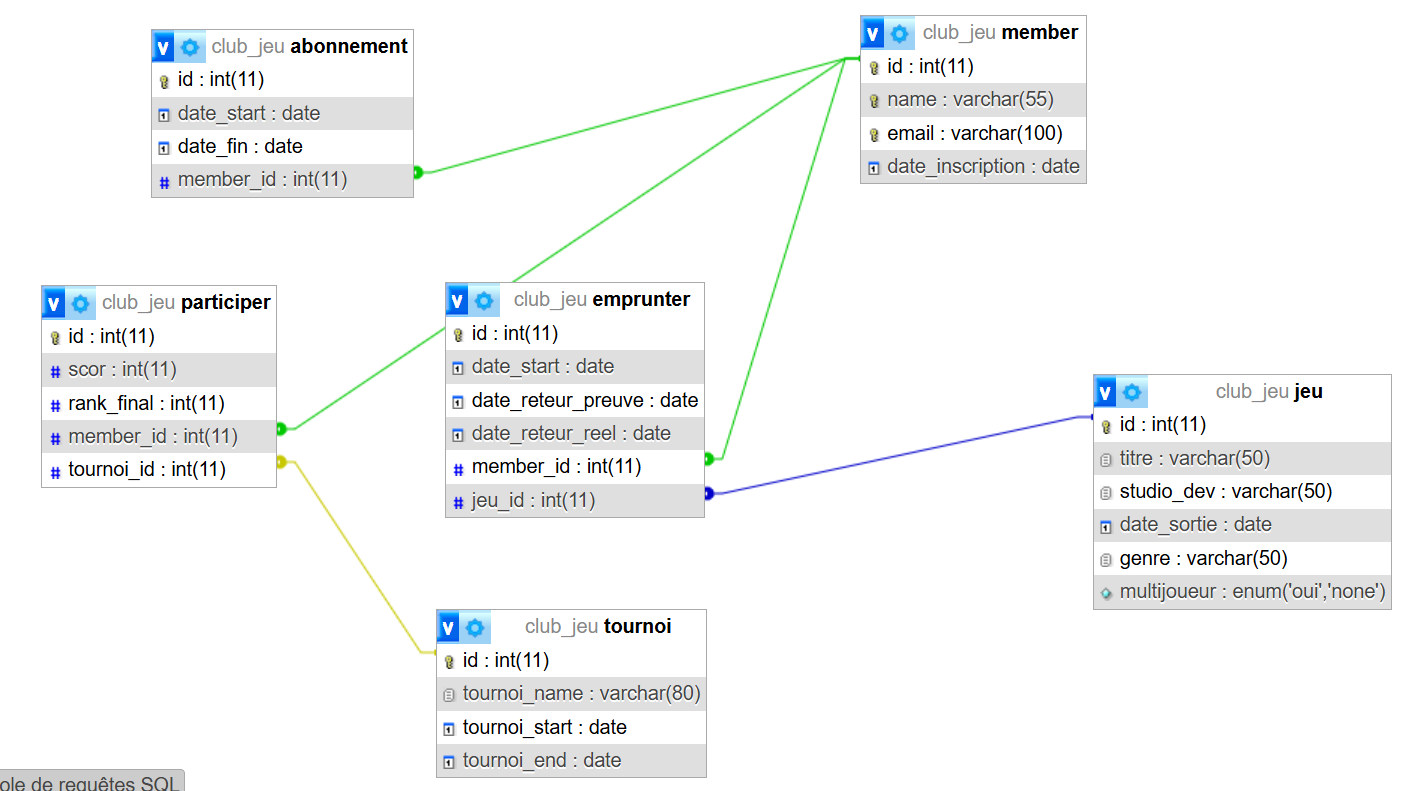 club_jeu abonnement
id : int(11)
date_start : date
date_fin : date
member_id : int(11)
club_jeu member
id : int(11)
name : varchar(55)
email : varchar(100)
date_inscription : date
club_jeu participer
id : int(11)
scor : int(11)
rank_final : int(11)
member_id : int(11)
tournoi_id : int(11)
club_jeu emprunter
id : int(11)
date_start : date
date_reteur_preuve : date
date_reteur_reel : date
member_id : int(11)
jeu_id : int(11)
club_jeu jeu
id : int(11)
titre : varchar(50)
studio_dev : varchar(50)
date_sortie : date
genre : varchar(50)
multijoueur : enum('oui','none')
club_jeu tournoi
id : int(11)
tournoi_name : varchar(80)
tournoi_start : date
tournoi_end : date
ole de requêtes SQL